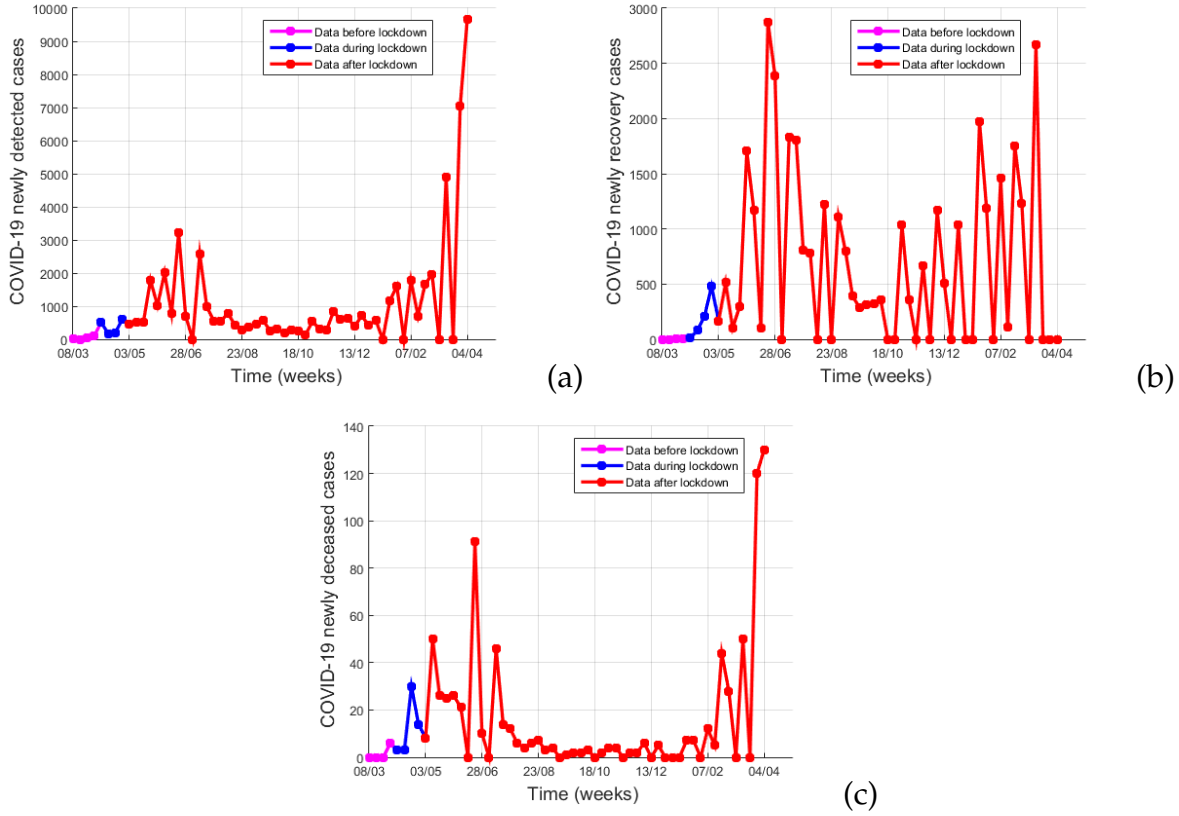 COVID-19 newly detected cases
10000
9000
8000
7000
6000
5000
4000
3000
2000
1000
0
Data before lockdown
Data during lockdown
Data after lockdown
08/03 03/05 28/06 23/08 18/10 13/12 07/02 04/04
Time (weeks)
(a)
COVID-19 newly recovery cases
3000
2500
2000
1500
1000
500
0
Data before lockdown
Data during lockdown
Data after lockdown
08/03 03/05 28/06 23/08 18/10 13/12 07/02 04/04
Time (weeks)
(b)
COVID-19 newly deceased cases
140
120
100
80
60
40
20
0
Data before lockdown
Data during lockdown
Data after lockdown
08/03 03/05 28/06 23/08 18/10 13/12 07/02 04/04
Time (weeks)
(c)